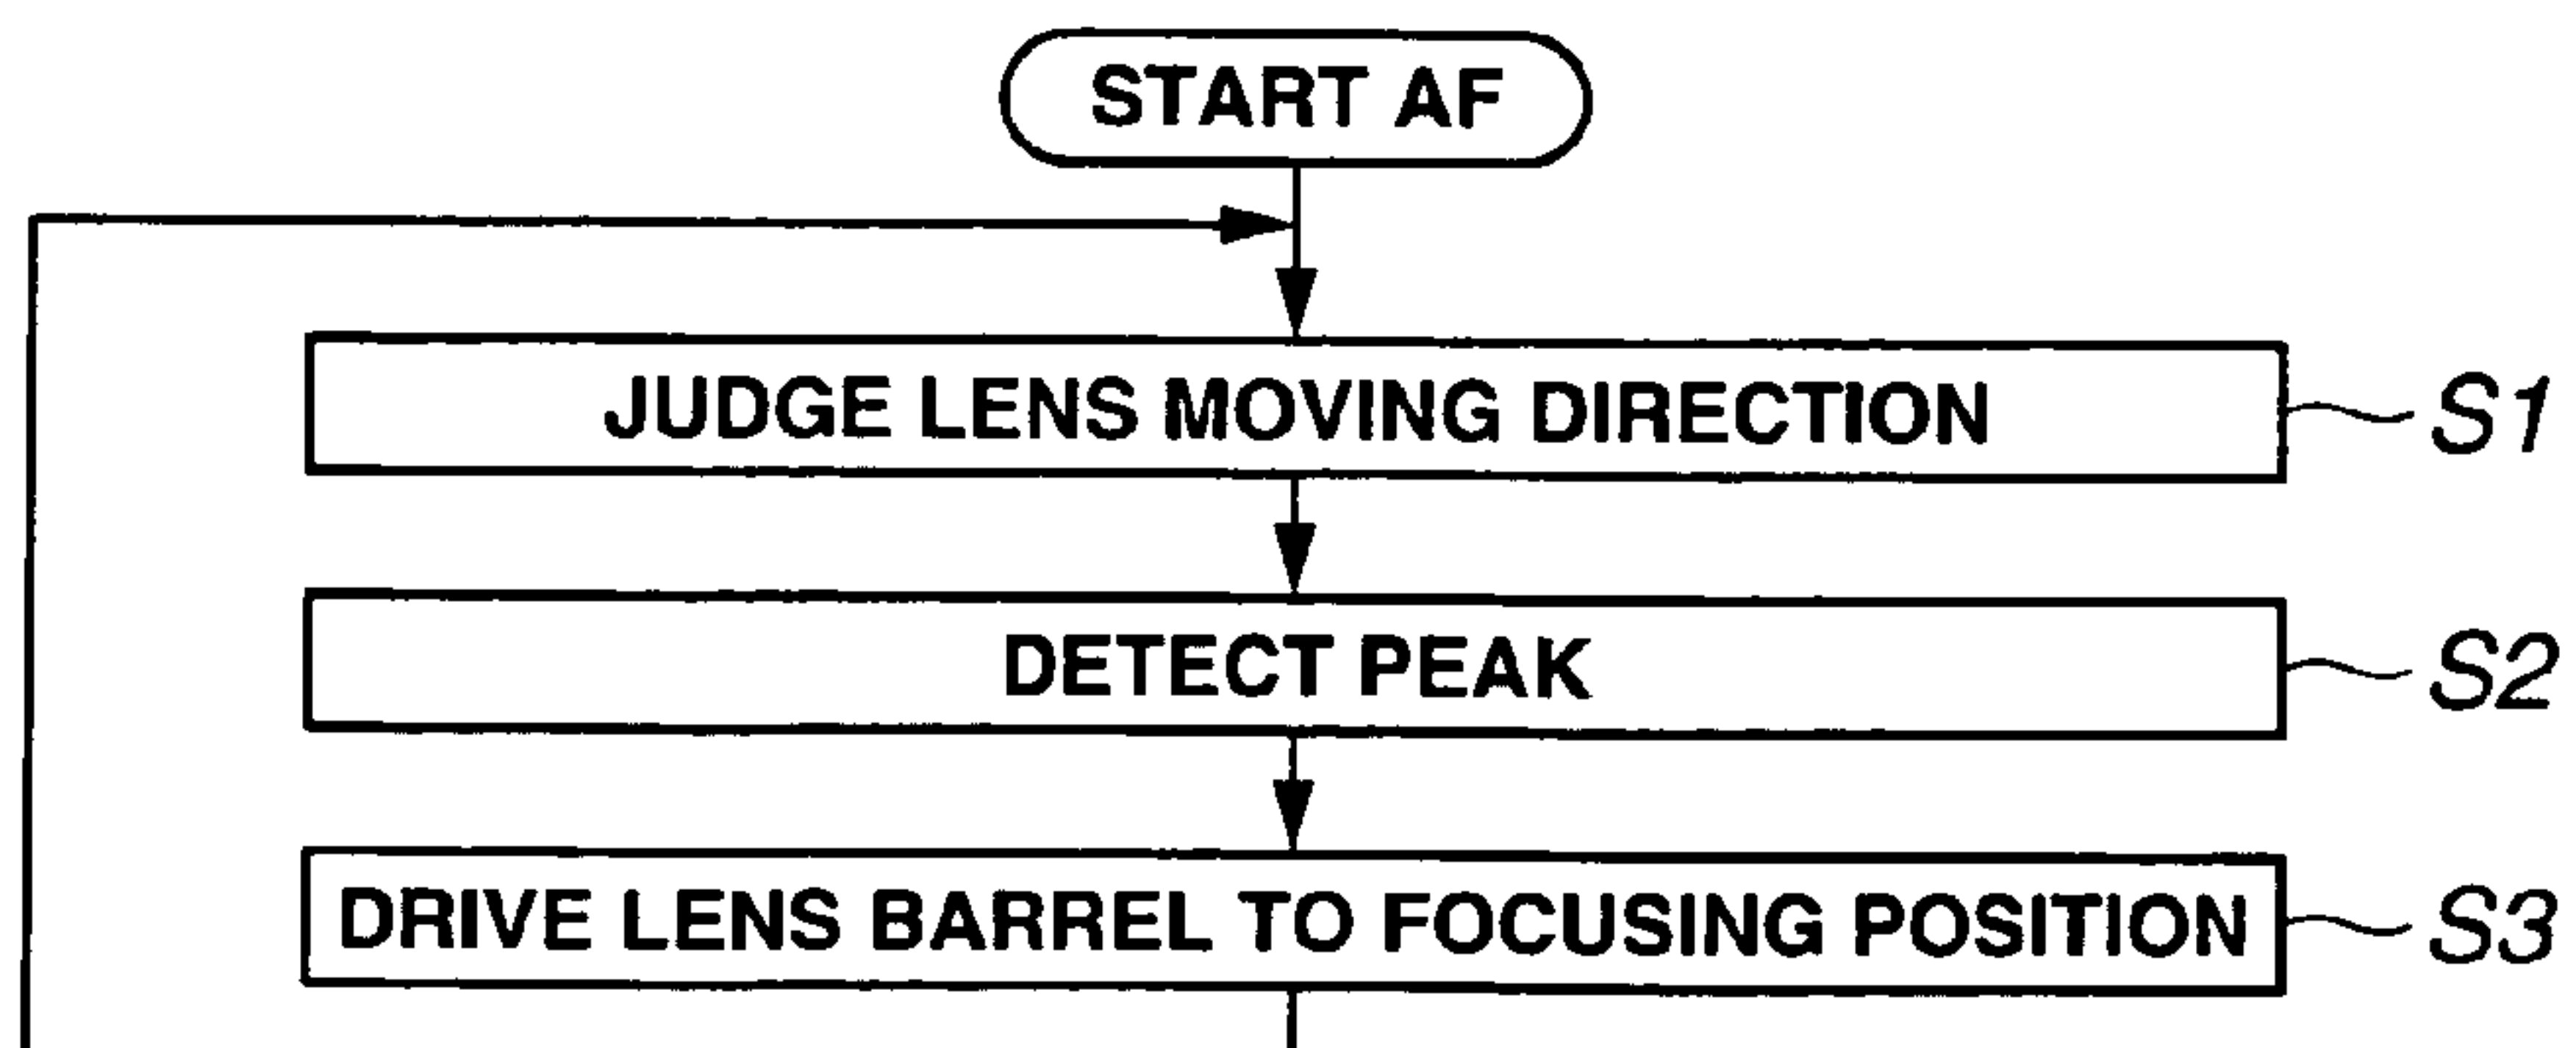 START AF
JUDGE LENS MOVING DIRECTION
S1
DETECT PEAK
S2
DRIVE LENS BARREL TO FOCUSING POSITION
S3